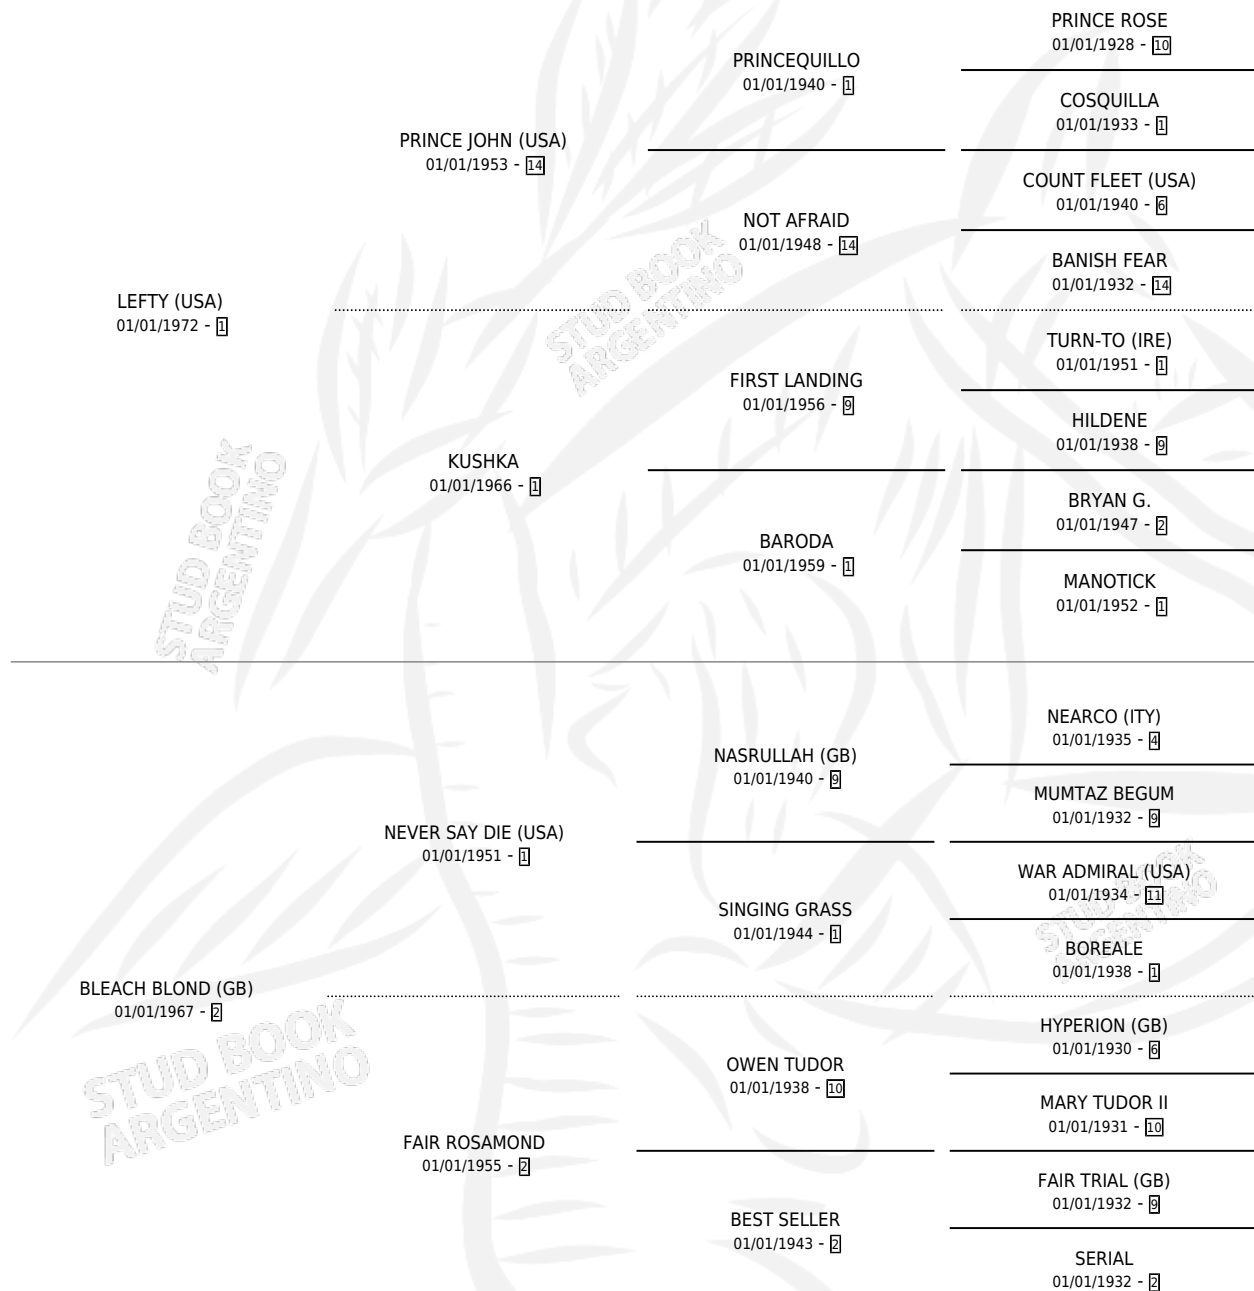 PRINCE ROSE
01/01/1928 - 10
PRINCEQUILLO
01/01/1940 - 1
COSQUILLA
01/01/1933 - 1
PRINCE JOHN (USA)
01/01/1953 - 14
COUNT FLEET (USA)
01/01/1940 - 6
NOT AFRAID
01/01/1948 - 14
BANISH FEAR
01/01/1932 - 14
LEFTY (USA)
01/01/1972 - 1
TURN-TO (IRE)
01/01/1951 - 1
FIRST LANDING
01/01/1956 - 9
HILDENE
01/01/1938 - 9
KUSHKA
01/01/1966 - 1
BRYAN G.
01/01/1947 - 2
BARODA
01/01/1959 - 1
MANOTICK
01/01/1952 - 1
NEARCO (ITY)
01/01/1935 - 4
NASRULLAH (GB)
01/01/1940 - 9
MUMTAZ BEGUM
01/01/1932 - 9
NEVER SAY DIE (USA)
01/01/1951 - 1
WAR ADMIRAL (USA)
01/01/1934 - 11
SINGING GRASS
01/01/1944 - 1
BOREALE
01/01/1938 - 1
BLEACH BLOND (GB)
01/01/1967 - 2
HYPERION (GB)
01/01/1930 - 6
OWEN TUDOR
01/01/1938 - 10
MARY TUDOR II
01/01/1931 - 10
FAIR ROSAMOND
01/01/1955 - 2
FAIR TRIAL (GB)
01/01/1932 - 9
BEST SELLER
01/01/1943 - 2
SERIAL
01/01/1932 - 2
STUD BOOK
ARGENTINO
STUD BOOK
ARGENTINO
STUD BOOK
ARGENTINO
STUD BOOK
ARGENTINO